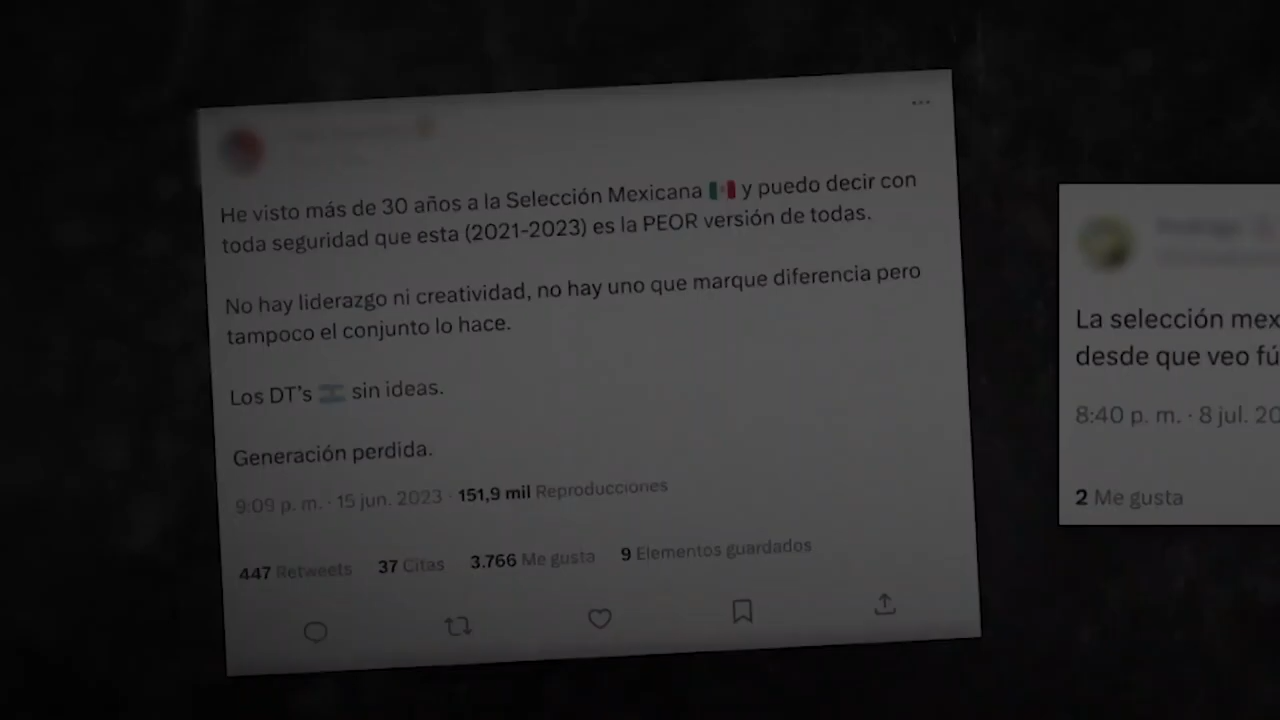 He visto más de 30 años a la Selección Mexicana 🇲🇽 y puedo decir con
toda seguridad que esta (2021-2023) es la PEOR versión de todas.
No hay liderazgo ni creatividad, no hay uno que marque diferencia pero
tampoco el conjunto lo hace.
Los DT's 🇦🇷 sin ideas.
Generación perdida.
9:09 p. m. · 15 jun. 2023 · 151,9 mil Reproducciones
447 Retweets 37 Citas 3.766 Me gusta 9 Elementos guardados
La selección mex
desde que veo fú
8:40 p. m. · 8 jul. 20
2 Me gusta